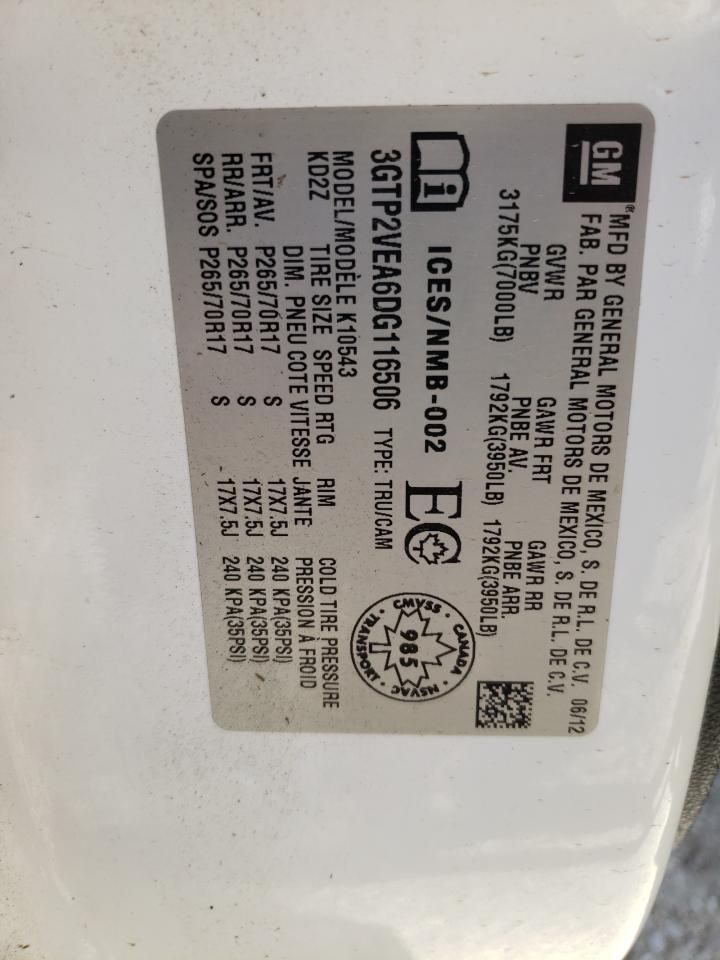 GM
®MFD BY GENERAL MOTORS DE MEXICO, S. DE R.L. DE C.V. 06/12
FAB. PAR GENERAL MOTORS DE MEXICO, S. DE R.L. DE C.V.
GVWR GAWR FRT GAWR RR
PNBV PNBE AV. PNBE ARR.
3175KG(7000LB) 1792KG(3950LB) 1792KG(3950LB)
i ICES/NMB-002 EC
CANADA · NSVAC · TRANSPORT · CMVSS ·
985
3GTP2VEA6DG116506 TYPE: TRU/CAM
MODEL/MODÈLE K10543
KD2Z TIRE SIZE SPEED RTG RIM COLD TIRE PRESSURE
DIM. PNEU COTE VITESSE JANTE PRESSION À FROID
FRT/AV. P265/70R17 S 17X7.5J 240 KPA(35PSI)
RR/ARR. P265/70R17 S 17X7.5J 240 KPA(35PSI)
SPA/SOS P265/70R17 S 17X7.5J 240 KPA(35PSI)